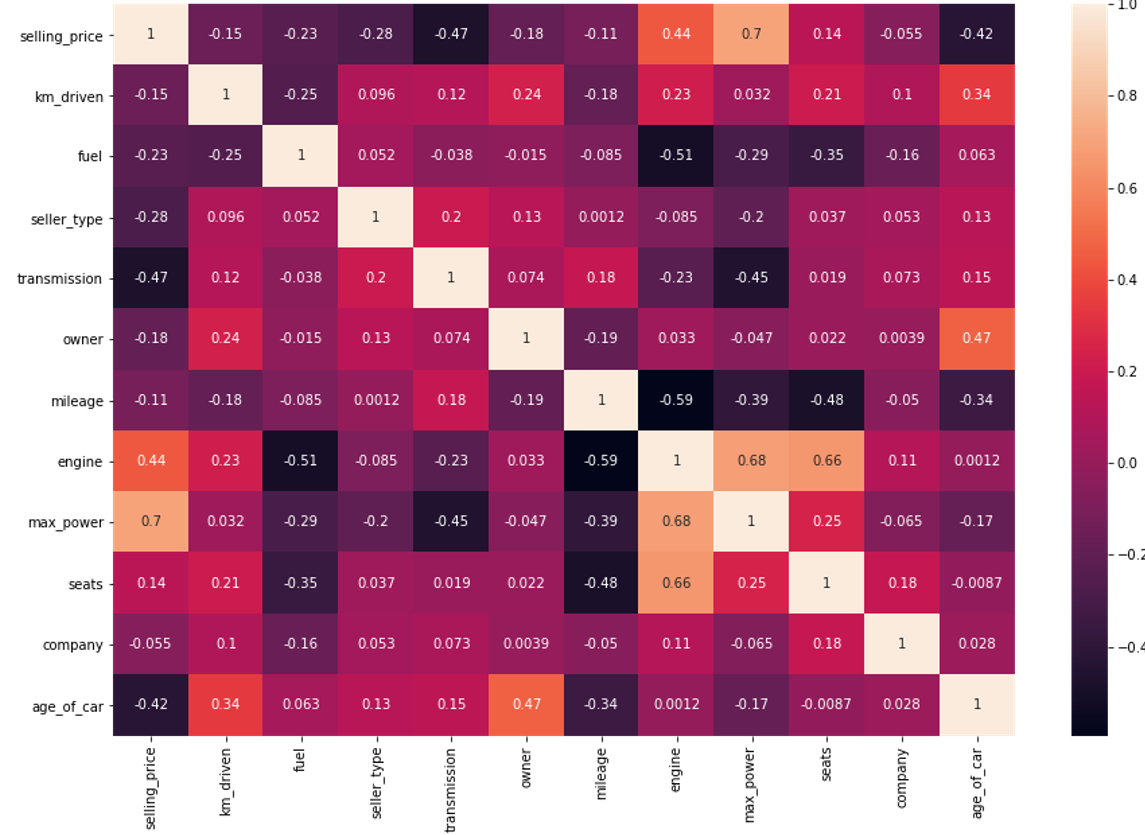 selling_price 1 -0.15 -0.23 -0.28 -0.47 -0.18 -0.11 0.44 0.7 0.14 -0.055 -0.42
km_driven -0.15 1 -0.25 0.096 0.12 0.24 -0.18 0.23 0.032 0.21 0.1 0.34
fuel -0.23 -0.25 1 0.052 -0.038 -0.015 -0.085 -0.51 -0.29 -0.35 -0.16 0.063
seller_type -0.28 0.096 0.052 1 0.2 0.13 0.0012 -0.085 -0.2 0.037 0.053 0.13
transmission -0.47 0.12 -0.038 0.2 1 0.074 0.18 -0.23 -0.45 0.019 0.073 0.15
owner -0.18 0.24 -0.015 0.13 0.074 1 -0.19 0.033 -0.047 0.022 0.0039 0.47
mileage -0.11 -0.18 -0.085 0.0012 0.18 -0.19 1 -0.59 -0.39 -0.48 -0.05 -0.34
engine 0.44 0.23 -0.51 -0.085 -0.23 0.033 -0.59 1 0.68 0.66 0.11 0.0012
max_power 0.7 0.032 -0.29 -0.2 -0.45 -0.047 -0.39 0.68 1 0.25 -0.065 -0.17
seats 0.14 0.21 -0.35 0.037 0.019 0.022 -0.48 0.66 0.25 1 0.18 -0.0087
company -0.055 0.1 -0.16 0.053 0.073 0.0039 -0.05 0.11 -0.065 0.18 1 0.028
age_of_car -0.42 0.34 0.063 0.13 0.15 0.47 -0.34 0.0012 -0.17 -0.0087 0.028 1
selling_price km_driven fuel seller_type transmission owner mileage engine max_power seats company age_of_car
1.0
0.8
0.6
0.4
0.2
0.0
-0.2
-0.4